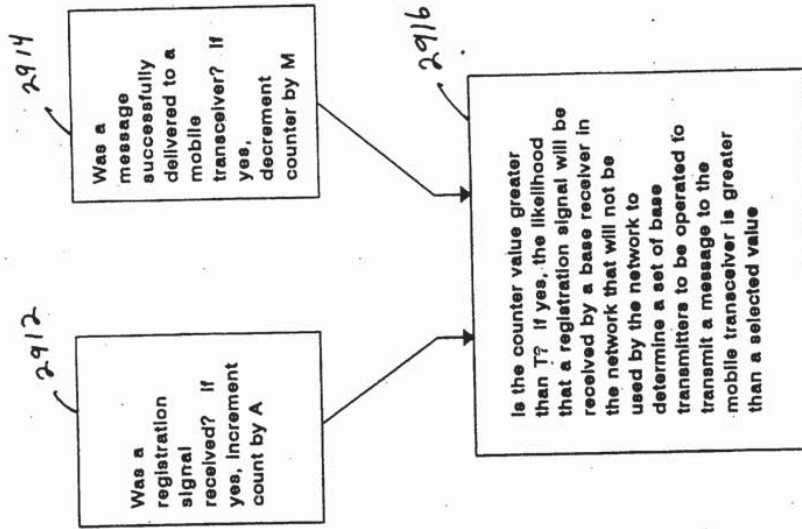 2912
Was a
registration
signal
received? If
yes, increment
count by A
2914
Was a
message
successfully
delivered to a
mobile
transceiver? If
yes,
decrement
counter by M
2916
Is the counter value greater
than T? If yes, the likelihood
that a registration signal will be
received by a base receiver in
the network that will not be
used by the network to
determine a set of base
transmitters to be operated to
transmit a message to the
mobile transceiver is greater
than a selected value